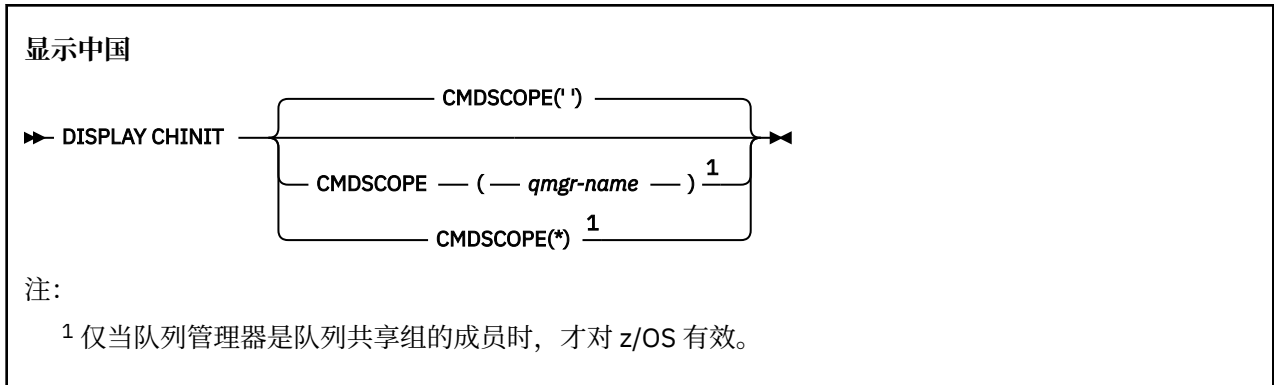 显示中国
CMDSCOPE(' ')
DISPLAY CHINIT
CMDSCOPE ( qmgr-name ) 1
CMDSCOPE(*) 1
注：
1 仅当队列管理器是队列共享组的成员时，才对 z/OS 有效。